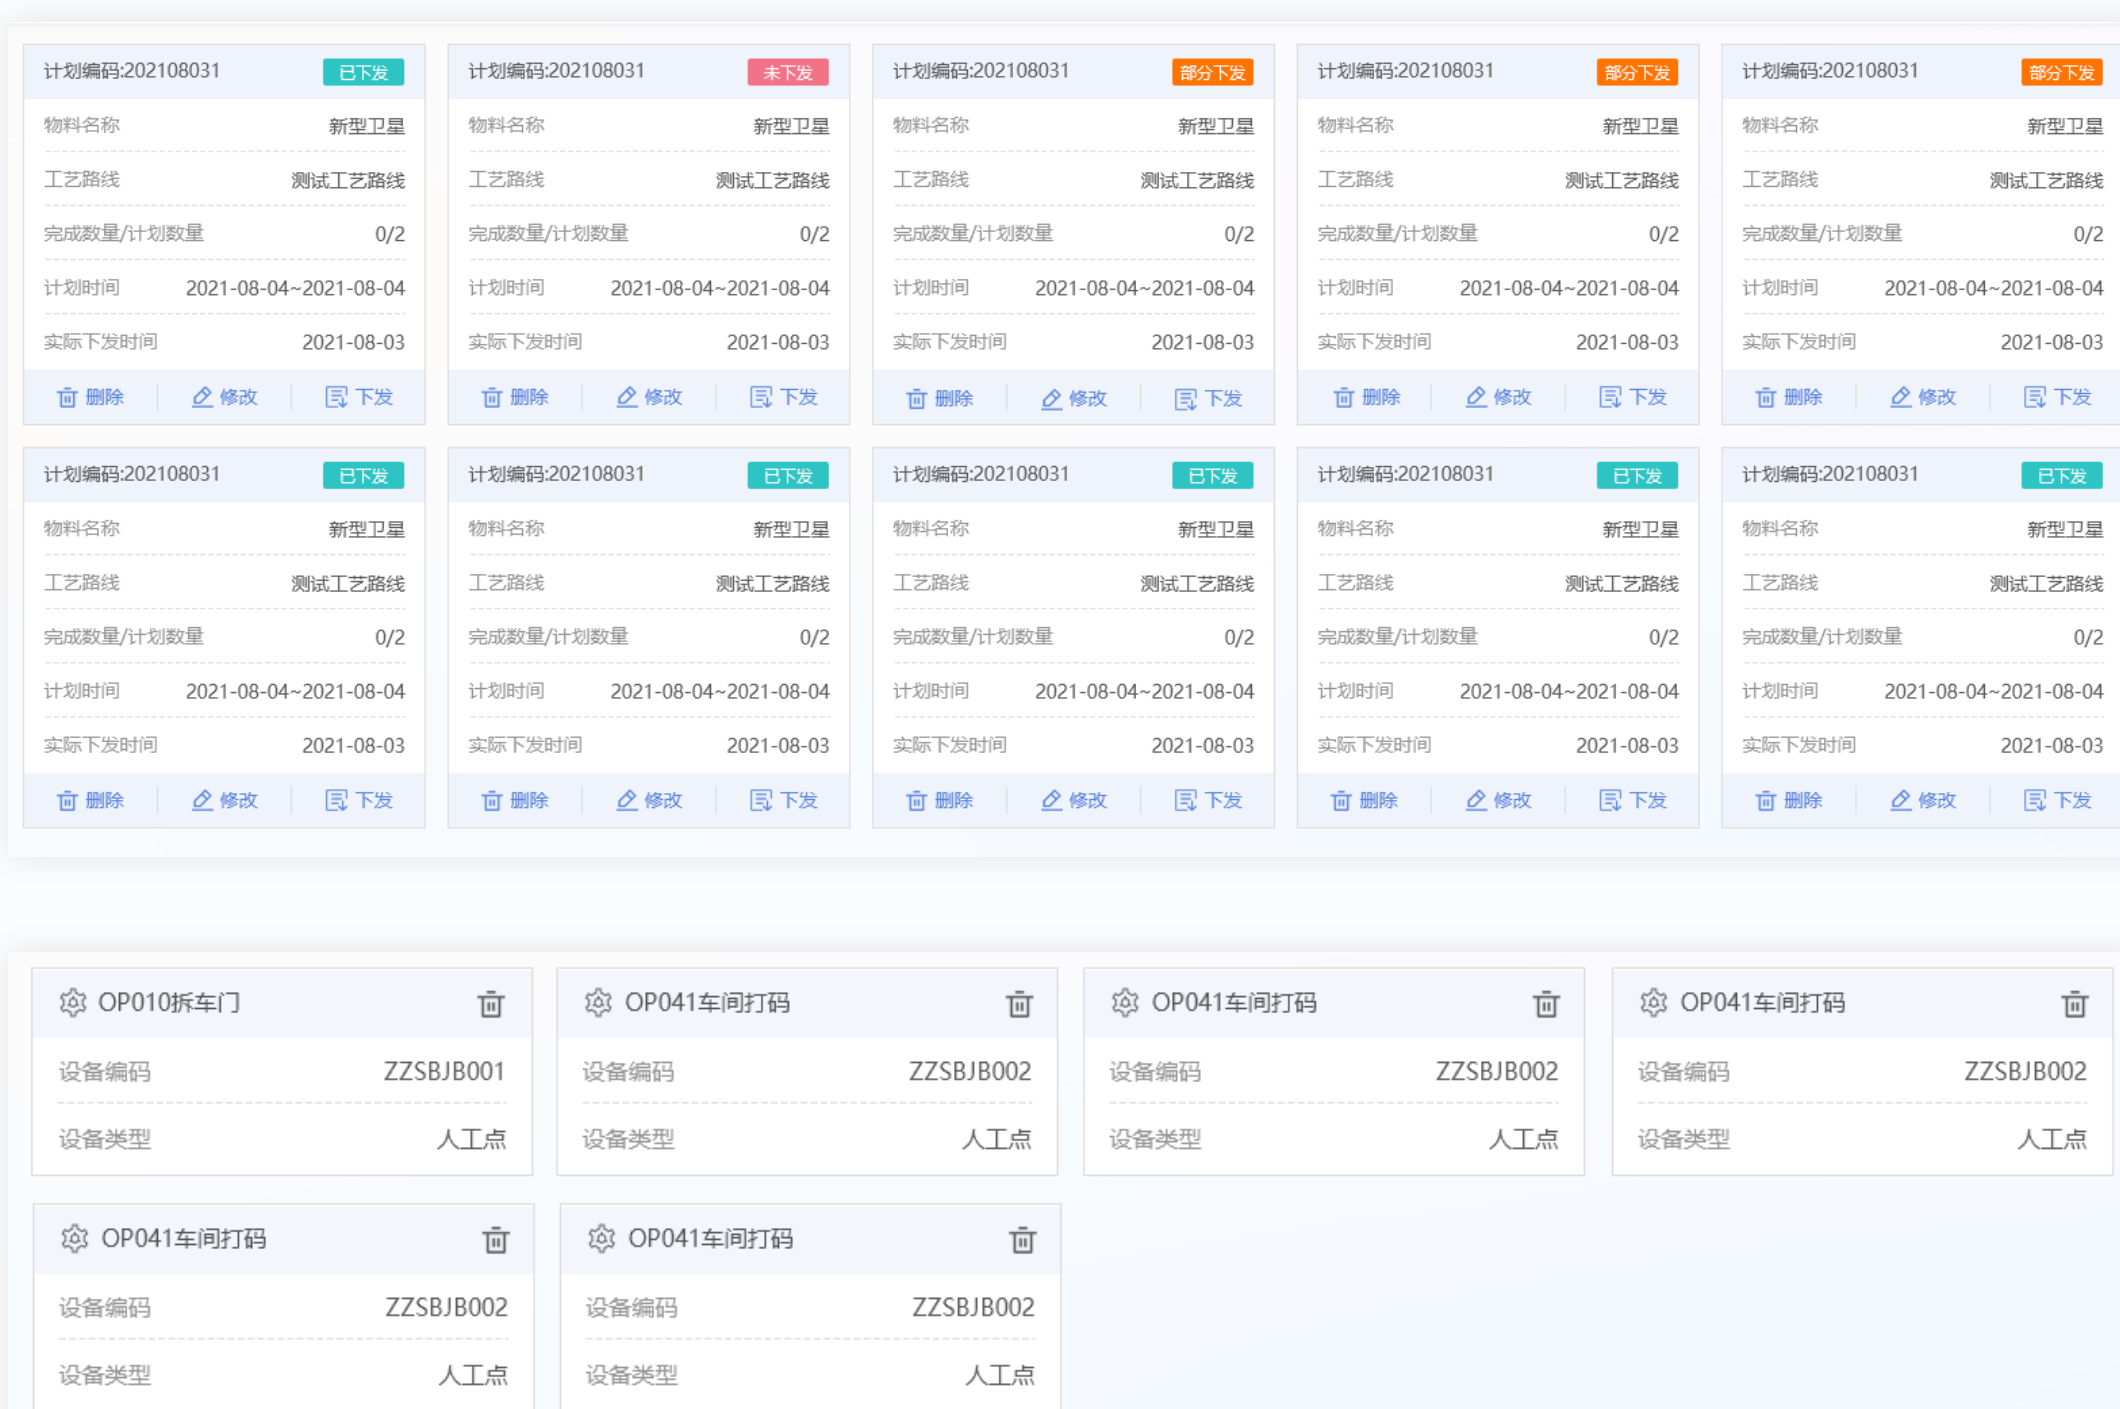 计划编码:202108031 已下发 计划编码:202108031 未下发 计划编码:202108031 部分下发 计划编码:202108031 部分下发 计划编码:202108031 部分下发
物料名称 新型卫星 物料名称 新型卫星 物料名称 新型卫星 物料名称 新型卫星 物料名称 新型卫星
工艺路线 测试工艺路线 工艺路线 测试工艺路线 工艺路线 测试工艺路线 工艺路线 测试工艺路线 工艺路线 测试工艺路线
完成数量/计划数量 0/2 完成数量/计划数量 0/2 完成数量/计划数量 0/2 完成数量/计划数量 0/2 完成数量/计划数量 0/2
计划时间 2021-08-04~2021-08-04 计划时间 2021-08-04~2021-08-04 计划时间 2021-08-04~2021-08-04 计划时间 2021-08-04~2021-08-04 计划时间 2021-08-04~2021-08-04
实际下发时间 2021-08-03 实际下发时间 2021-08-03 实际下发时间 2021-08-03 实际下发时间 2021-08-03 实际下发时间 2021-08-03
删除 修改 下发 删除 修改 下发 删除 修改 下发 删除 修改 下发 删除 修改 下发
计划编码:202108031 已下发 计划编码:202108031 已下发 计划编码:202108031 已下发 计划编码:202108031 已下发 计划编码:202108031 已下发
物料名称 新型卫星 物料名称 新型卫星 物料名称 新型卫星 物料名称 新型卫星 物料名称 新型卫星
工艺路线 测试工艺路线 工艺路线 测试工艺路线 工艺路线 测试工艺路线 工艺路线 测试工艺路线 工艺路线 测试工艺路线
完成数量/计划数量 0/2 完成数量/计划数量 0/2 完成数量/计划数量 0/2 完成数量/计划数量 0/2 完成数量/计划数量 0/2
计划时间 2021-08-04~2021-08-04 计划时间 2021-08-04~2021-08-04 计划时间 2021-08-04~2021-08-04 计划时间 2021-08-04~2021-08-04 计划时间 2021-08-04~2021-08-04
实际下发时间 2021-08-03 实际下发时间 2021-08-03 实际下发时间 2021-08-03 实际下发时间 2021-08-03 实际下发时间 2021-08-03
删除 修改 下发 删除 修改 下发 删除 修改 下发 删除 修改 下发 删除 修改 下发
OP010拆车门 OP041车间打码 OP041车间打码 OP041车间打码
设备编码 ZZSBJB001 设备编码 ZZSBJB002 设备编码 ZZSBJB002 设备编码 ZZSBJB002
设备类型 人工点 设备类型 人工点 设备类型 人工点 设备类型 人工点
OP041车间打码 OP041车间打码
设备编码 ZZSBJB002 设备编码 ZZSBJB002
设备类型 人工点 设备类型 人工点